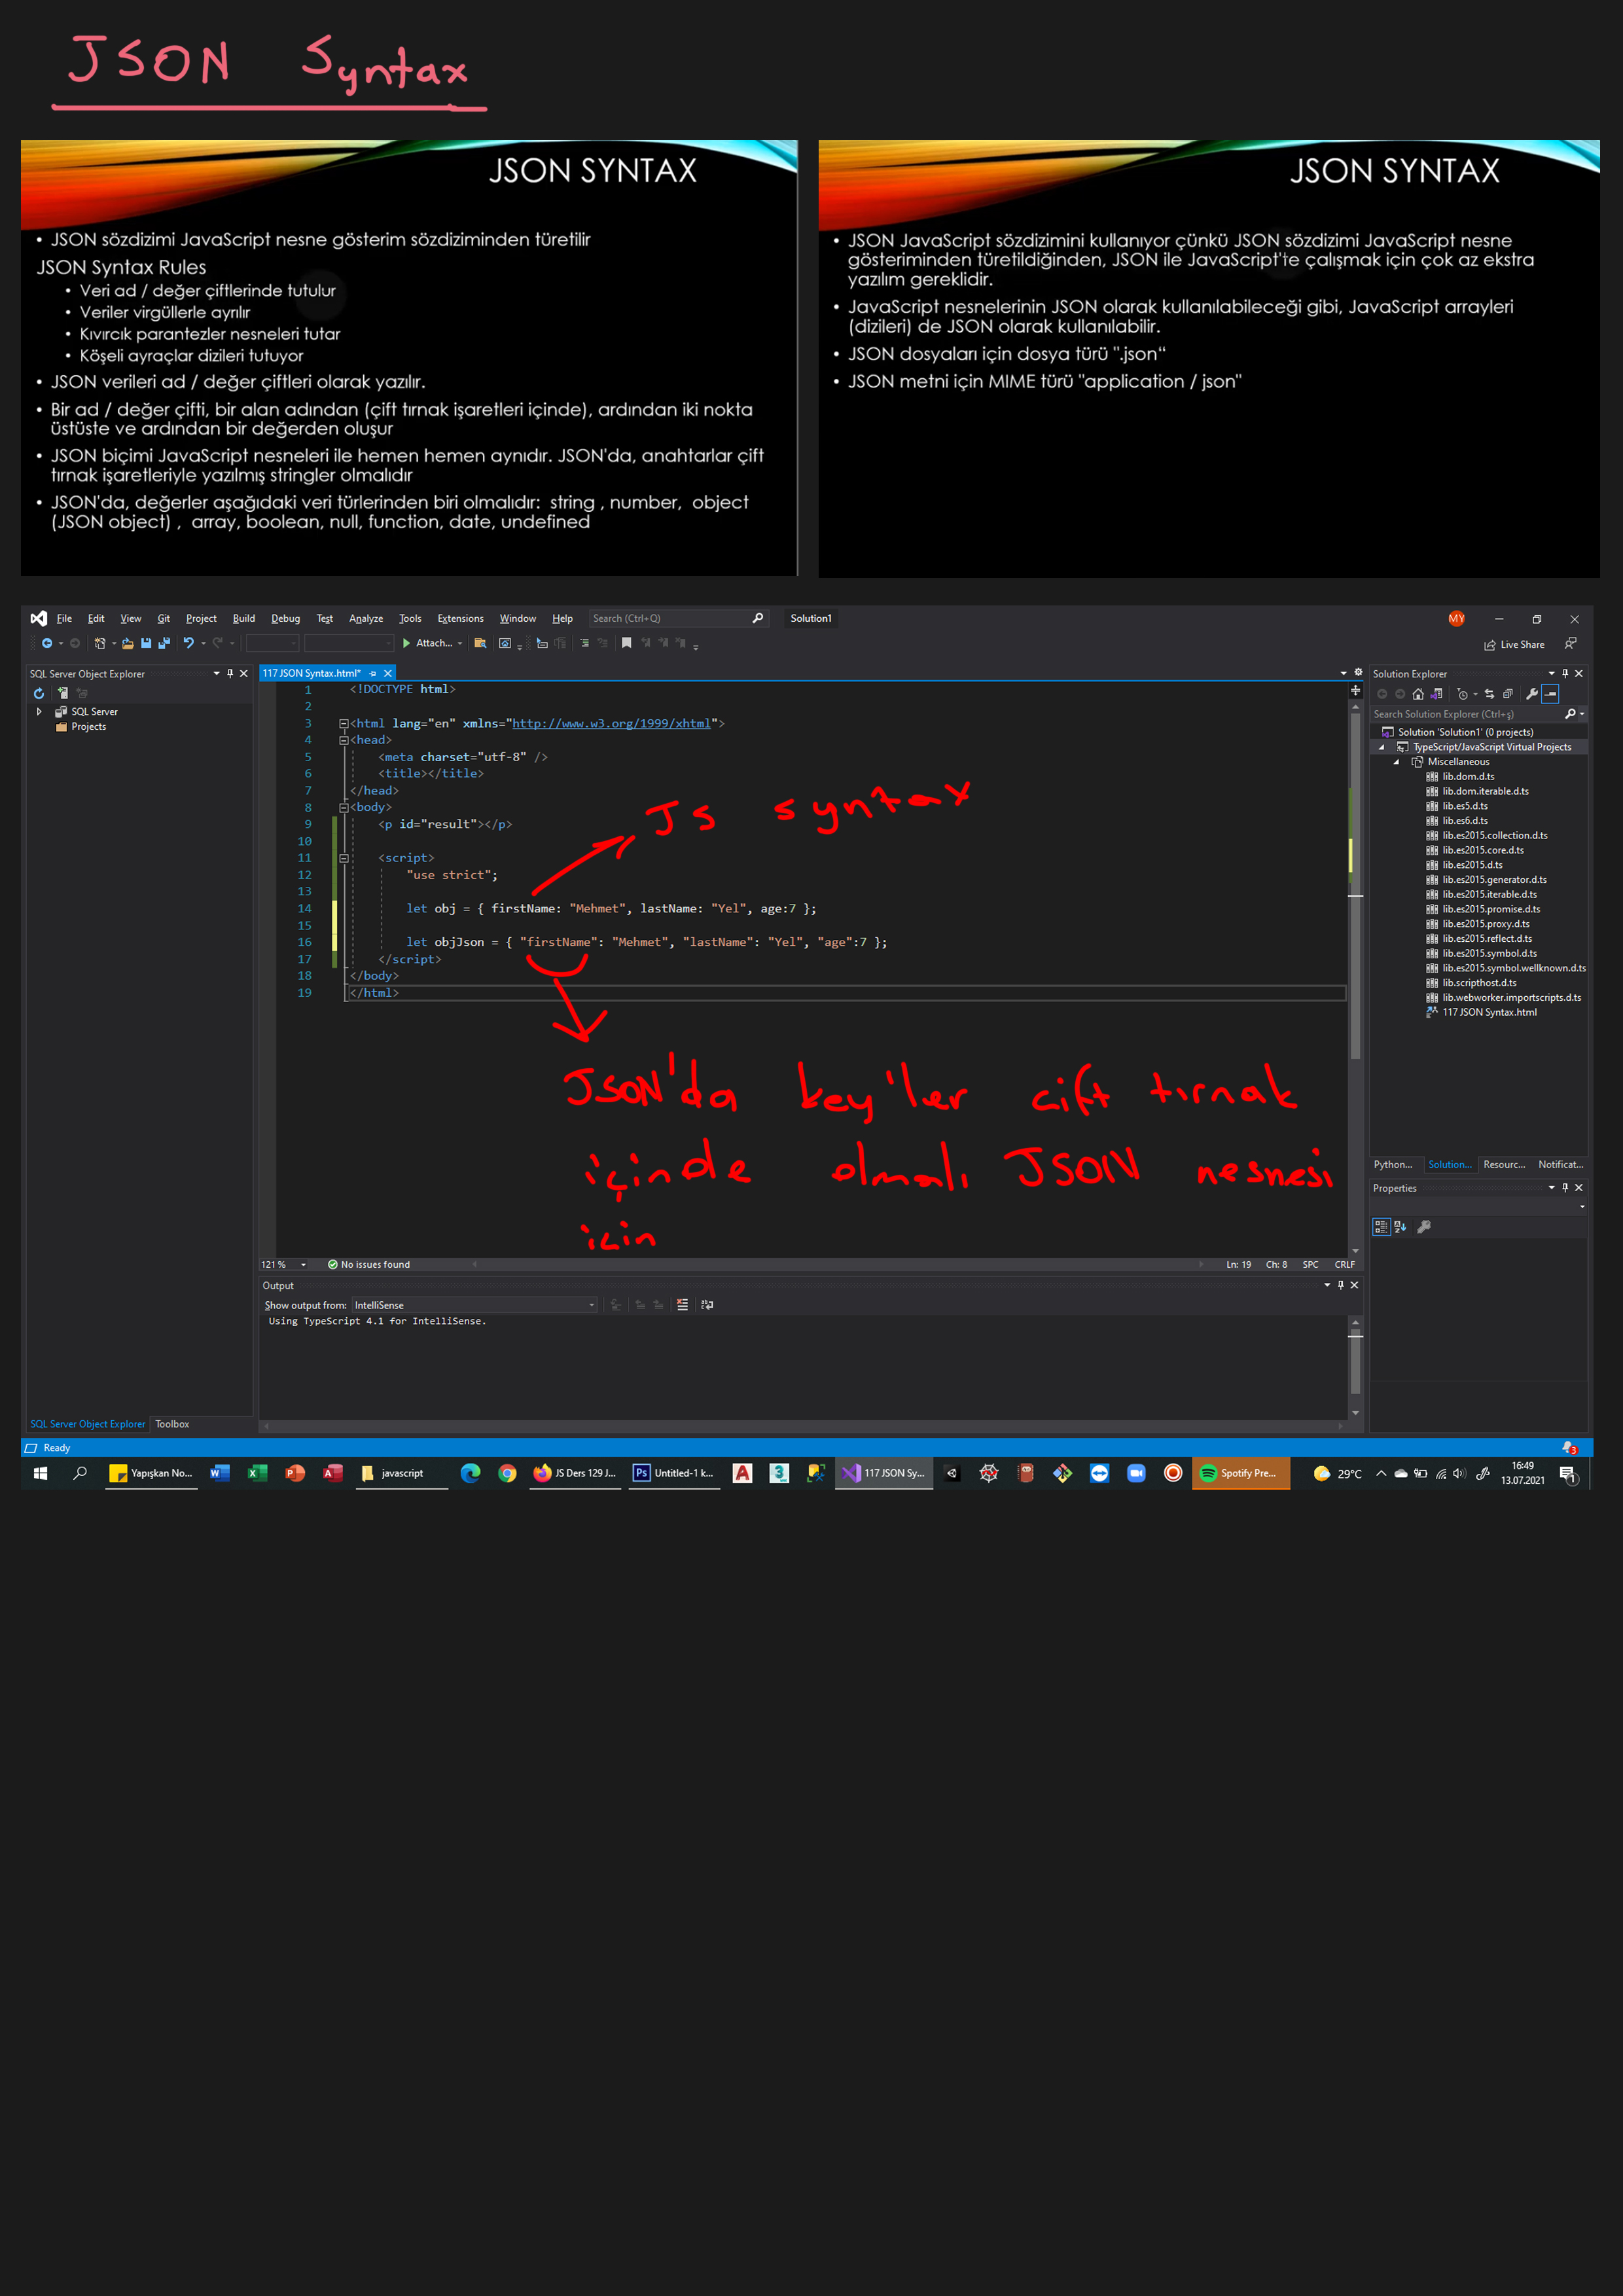 JSON Syntax
JSON SYNTAX
• JSON sözdizimi JavaScript nesne gösterim sözdiziminden türetilir
JSON Syntax Rules
• Veri ad / değer çiftlerinde tutulur
• Veriler virgüllerle ayrılır
• Kıvırcık parantezler nesneleri tutar
• Köşeli ayraçlar dizileri tutuyor
• JSON verileri ad / değer çiftleri olarak yazılır.
• Bir ad / değer çifti, bir alan adından (çift tırnak işaretleri içinde), ardından iki nokta
üstüste ve ardından bir değerden oluşur
• JSON biçimi JavaScript nesneleri ile hemen hemen aynıdır. JSON'da, anahtarlar çift
tırnak işaretleriyle yazılmış stringler olmalıdır
• JSON'da, değerler aşağıdaki veri türlerinden biri olmalıdır: string , number, object
(JSON object) , array, boolean, null, function, date, undefined
JSON SYNTAX
• JSON JavaScript sözdizimini kullanıyor çünkü JSON sözdizimi JavaScript nesne
gösteriminden türetildiğinden, JSON ile JavaScript'te çalışmak için çok az ekstra
yazılım gereklidir.
• JavaScript nesnelerinin JSON olarak kullanılabileceği gibi, JavaScript arrayleri
(dizileri) de JSON olarak kullanılabilir.
• JSON dosyaları için dosya türü ".json“
• JSON metni için MIME türü "application / json"
File Edit View Git Project Build Debug Test Analyze Tools Extensions Window Help Search (Ctrl+Q) Solution1 MY
Attach... Live Share
SQL Server Object Explorer
SQL Server
Projects
117 JSON Syntax.html*
1 <!DOCTYPE html>
2
3 <html lang="en" xmlns="http://www.w3.org/1999/xhtml">
4 <head>
5 <meta charset="utf-8" />
6 <title></title>
7 </head>
8 <body>
9 <p id="result"></p>
10
11 <script>
12 "use strict";
13
14 let obj = { firstName: "Mehmet", lastName: "Yel", age:7 };
15
16 let objJson = { "firstName": "Mehmet", "lastName": "Yel", "age":7 };
17 </script>
18 </body>
19 </html>
Js syntax
JSON'da key'ler cift tırnak
içinde olmalı JSON nesnesi
icin
121 % No issues found Ln: 19 Ch: 8 SPC CRLF
Output
Show output from: IntelliSense
Using TypeScript 4.1 for IntelliSense.
Solution Explorer
Search Solution Explorer (Ctrl+ş)
Solution 'Solution1' (0 projects)
TypeScript/JavaScript Virtual Projects
Miscellaneous
lib.dom.d.ts
lib.dom.iterable.d.ts
lib.es5.d.ts
lib.es6.d.ts
lib.es2015.collection.d.ts
lib.es2015.core.d.ts
lib.es2015.d.ts
lib.es2015.generator.d.ts
lib.es2015.iterable.d.ts
lib.es2015.promise.d.ts
lib.es2015.proxy.d.ts
lib.es2015.reflect.d.ts
lib.es2015.symbol.d.ts
lib.es2015.symbol.wellknown.d.ts
lib.scripthost.d.ts
lib.webworker.importscripts.d.ts
117 JSON Syntax.html
Python... Solution... Resourc... Notificat...
Properties
SQL Server Object Explorer Toolbox
Ready 3
Yapışkan No... javascript JS Ders 129 J... Untitled-1 k... 117 JSON Sy... Spotify Pre... 29°C 16:49
13.07.2021 1